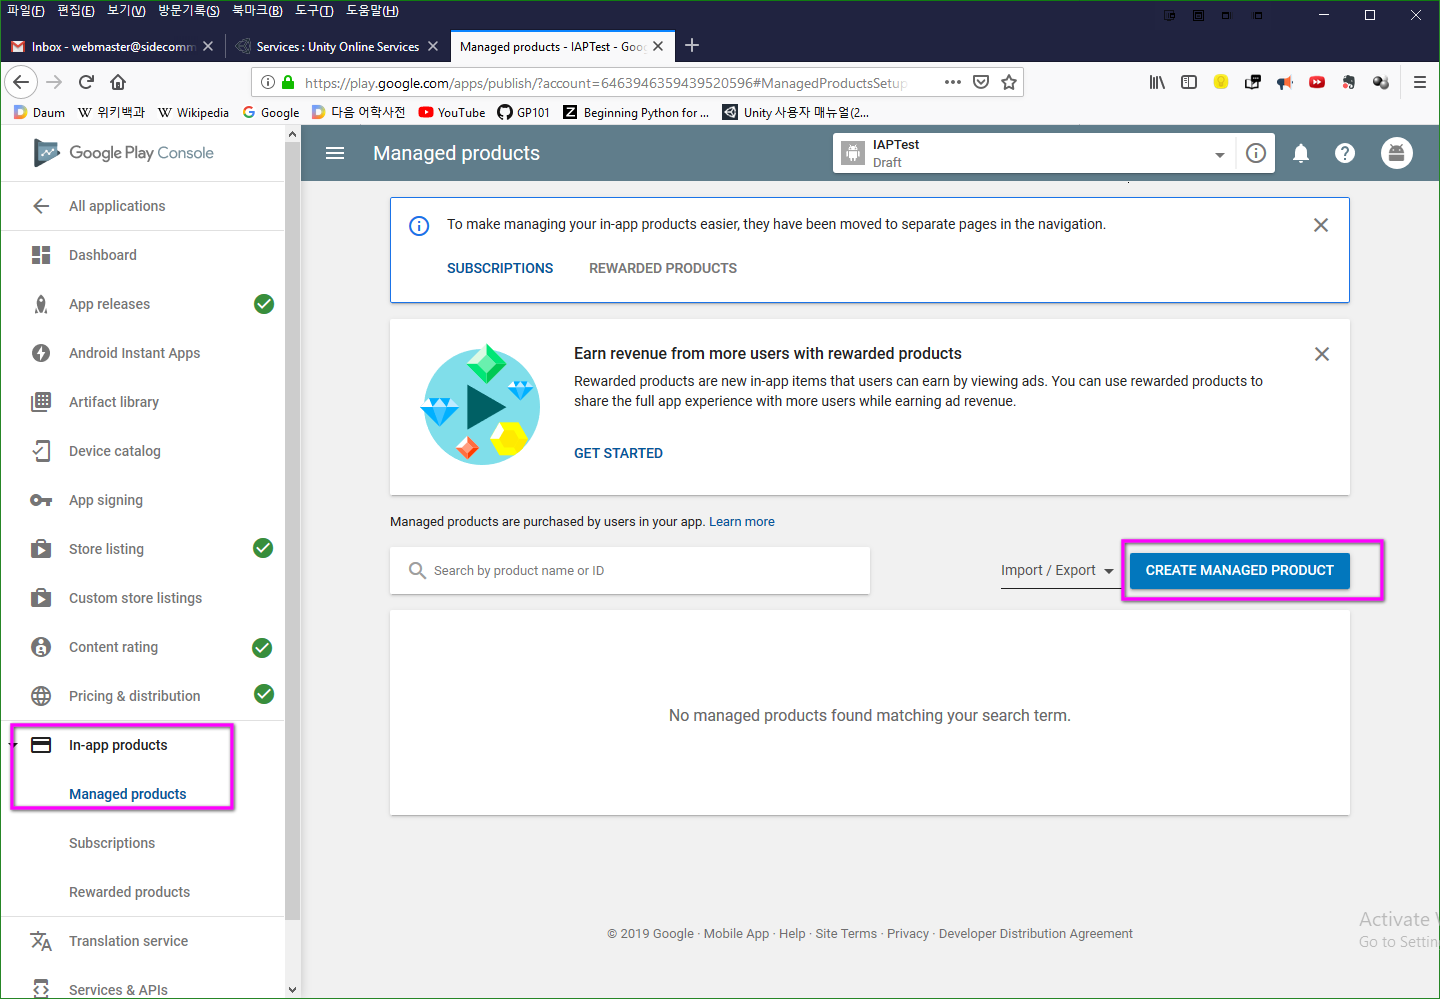 파일(F) 편집(E) 보기(V) 방문기록(S) 북마크(B) 도구(T) 도움말(H)
Inbox - webmaster@sidecomm
Services : Unity Online Services
Managed products - IAPTest - Goo
https://play.google.com/apps/publish/?account=6463946359439520596#ManagedProductsSetup
Daum
위키백과
Wikipedia
Google
다음 어학사전
YouTube
GP101
Beginning Python for ...
Unity 사용자 매뉴얼(2...
Google Play Console
Managed products
IAPTest
Draft
All applications
Dashboard
App releases
Android Instant Apps
Artifact library
Device catalog
App signing
Store listing
Custom store listings
Content rating
Pricing & distribution
In-app products
Managed products
Subscriptions
Rewarded products
Translation service
Services & APIs
To make managing your in-app products easier, they have been moved to separate pages in the navigation.
SUBSCRIPTIONS REWARDED PRODUCTS
Earn revenue from more users with rewarded products
Rewarded products are new in-app items that users can earn by viewing ads. You can use rewarded products to
share the full app experience with more users while earning ad revenue.
GET STARTED
Managed products are purchased by users in your app. Learn more
Search by product name or ID
Import / Export
CREATE MANAGED PRODUCT
No managed products found matching your search term.
© 2019 Google · Mobile App · Help · Site Terms · Privacy · Developer Distribution Agreement
Activate
Go to Settin